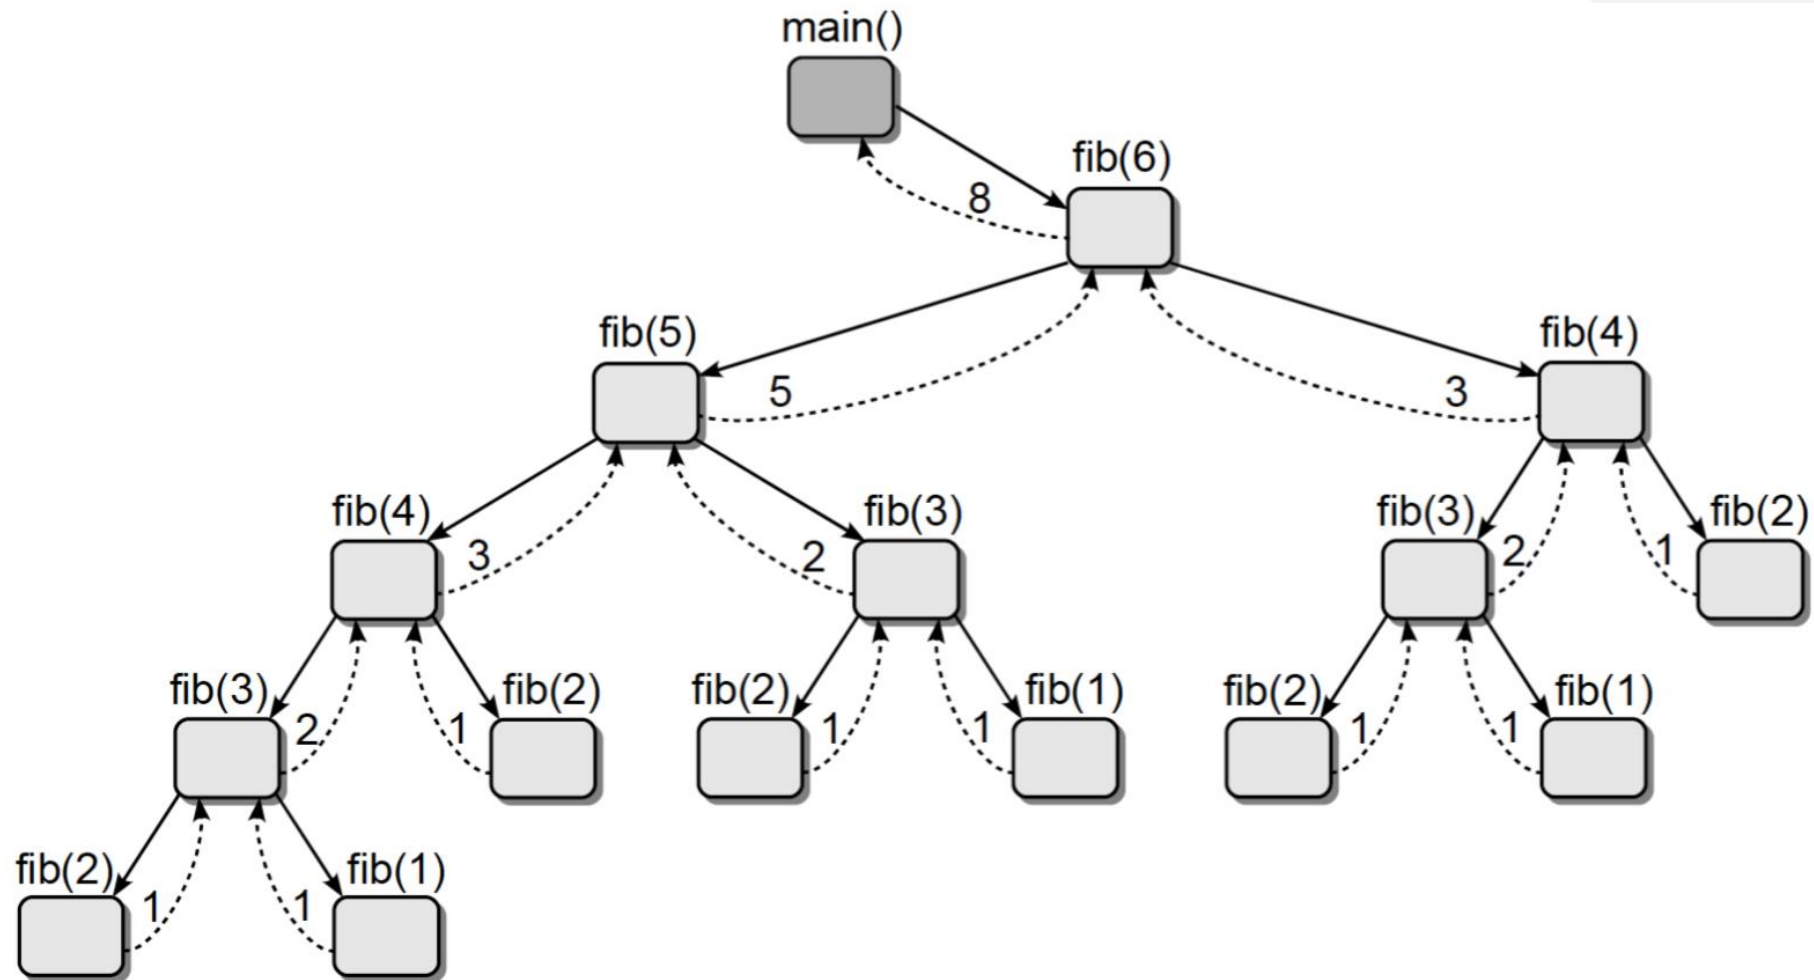 main()
fib(6)
8
fib(5)
fib(4)
5
3
fib(4)
fib(3)
fib(3)
fib(2)
3
2
2
1
fib(3)
fib(2)
fib(2)
fib(1)
fib(2)
fib(1)
2
1
1
1
1
1
fib(2)
fib(1)
1
1